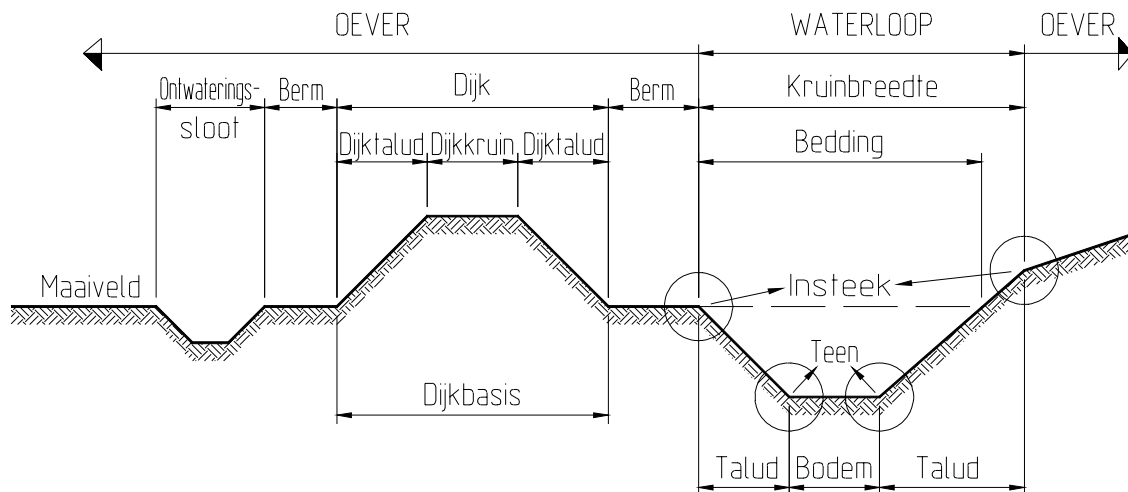 OEVER
WATERLOOP
OEVER
Ontwaterings-
sloot
Berm
Dijk
Berm
Kruinbreedte
Dijktalud
Dijkkruin
Dijktalud
Bedding
Maaiveld
Insteek
Teen
Dijkbasis
Talud
Bodem
Talud